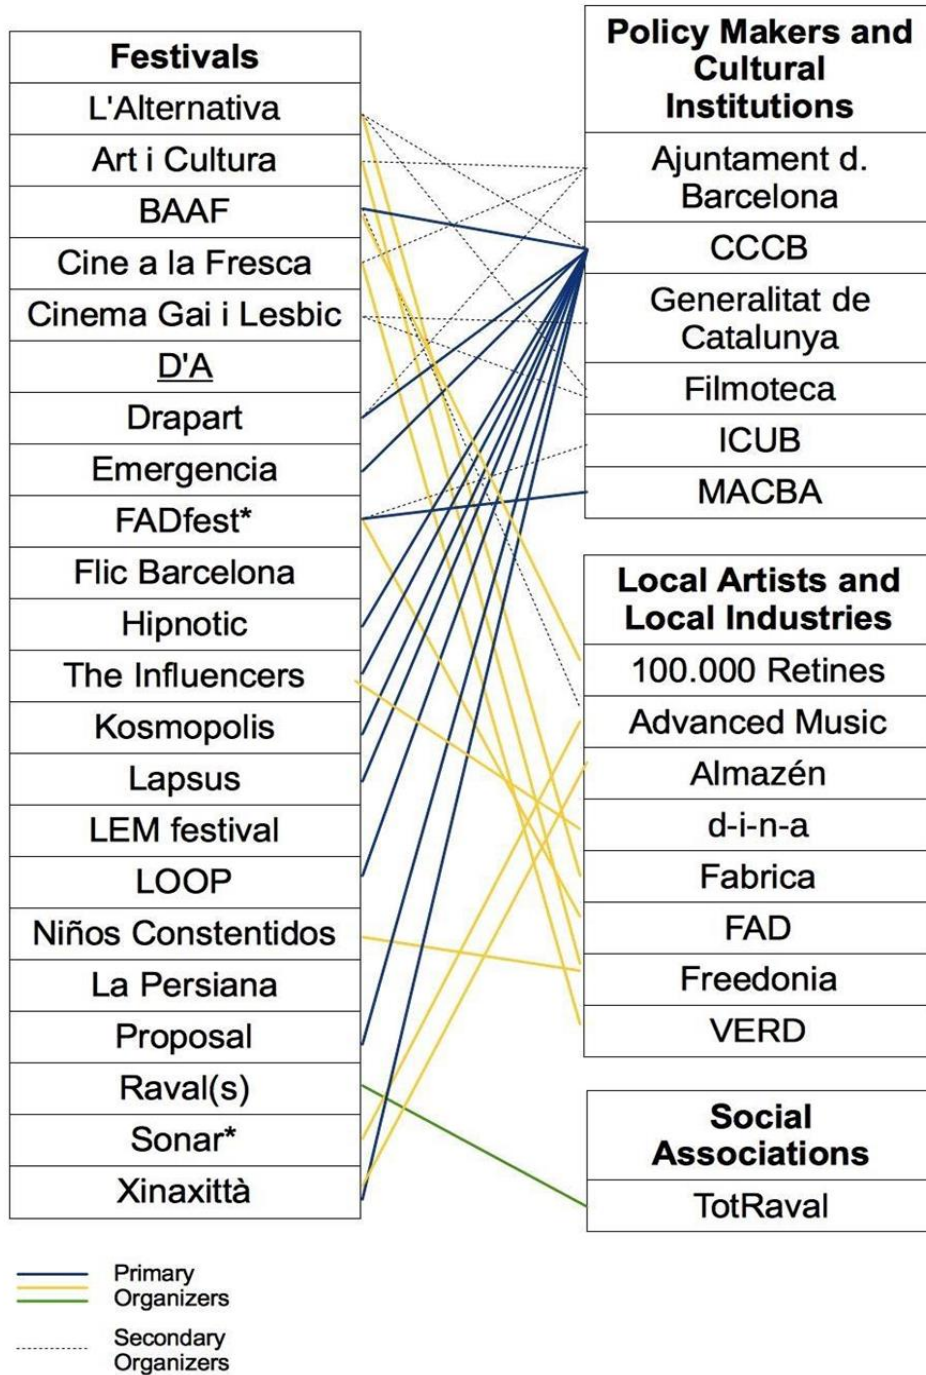 Festivals
L'Alternativa
Art i Cultura
BAAF
Cine a la Fresca
Cinema Gai i Lesbic
D'A
Drapart
Emergencia
FADfest*
Flic Barcelona
Hipnotic
The Influencers
Kosmopolis
Lapsus
LEM festival
LOOP
Niños Constentidos
La Persiana
Proposal
Raval(s)
Sonar*
Xinaxittà
Policy Makers and
Cultural
Institutions
Ajuntament d.
Barcelona
CCCB
Generalitat de
Catalunya
Filmoteca
ICUB
MACBA
Local Artists and
Local Industries
100.000 Retines
Advanced Music
Almazén
d-i-n-a
Fabrica
FAD
Freedonia
VERD
Social
Associations
TotRaval
Primary
Organizers
Secondary
Organizers